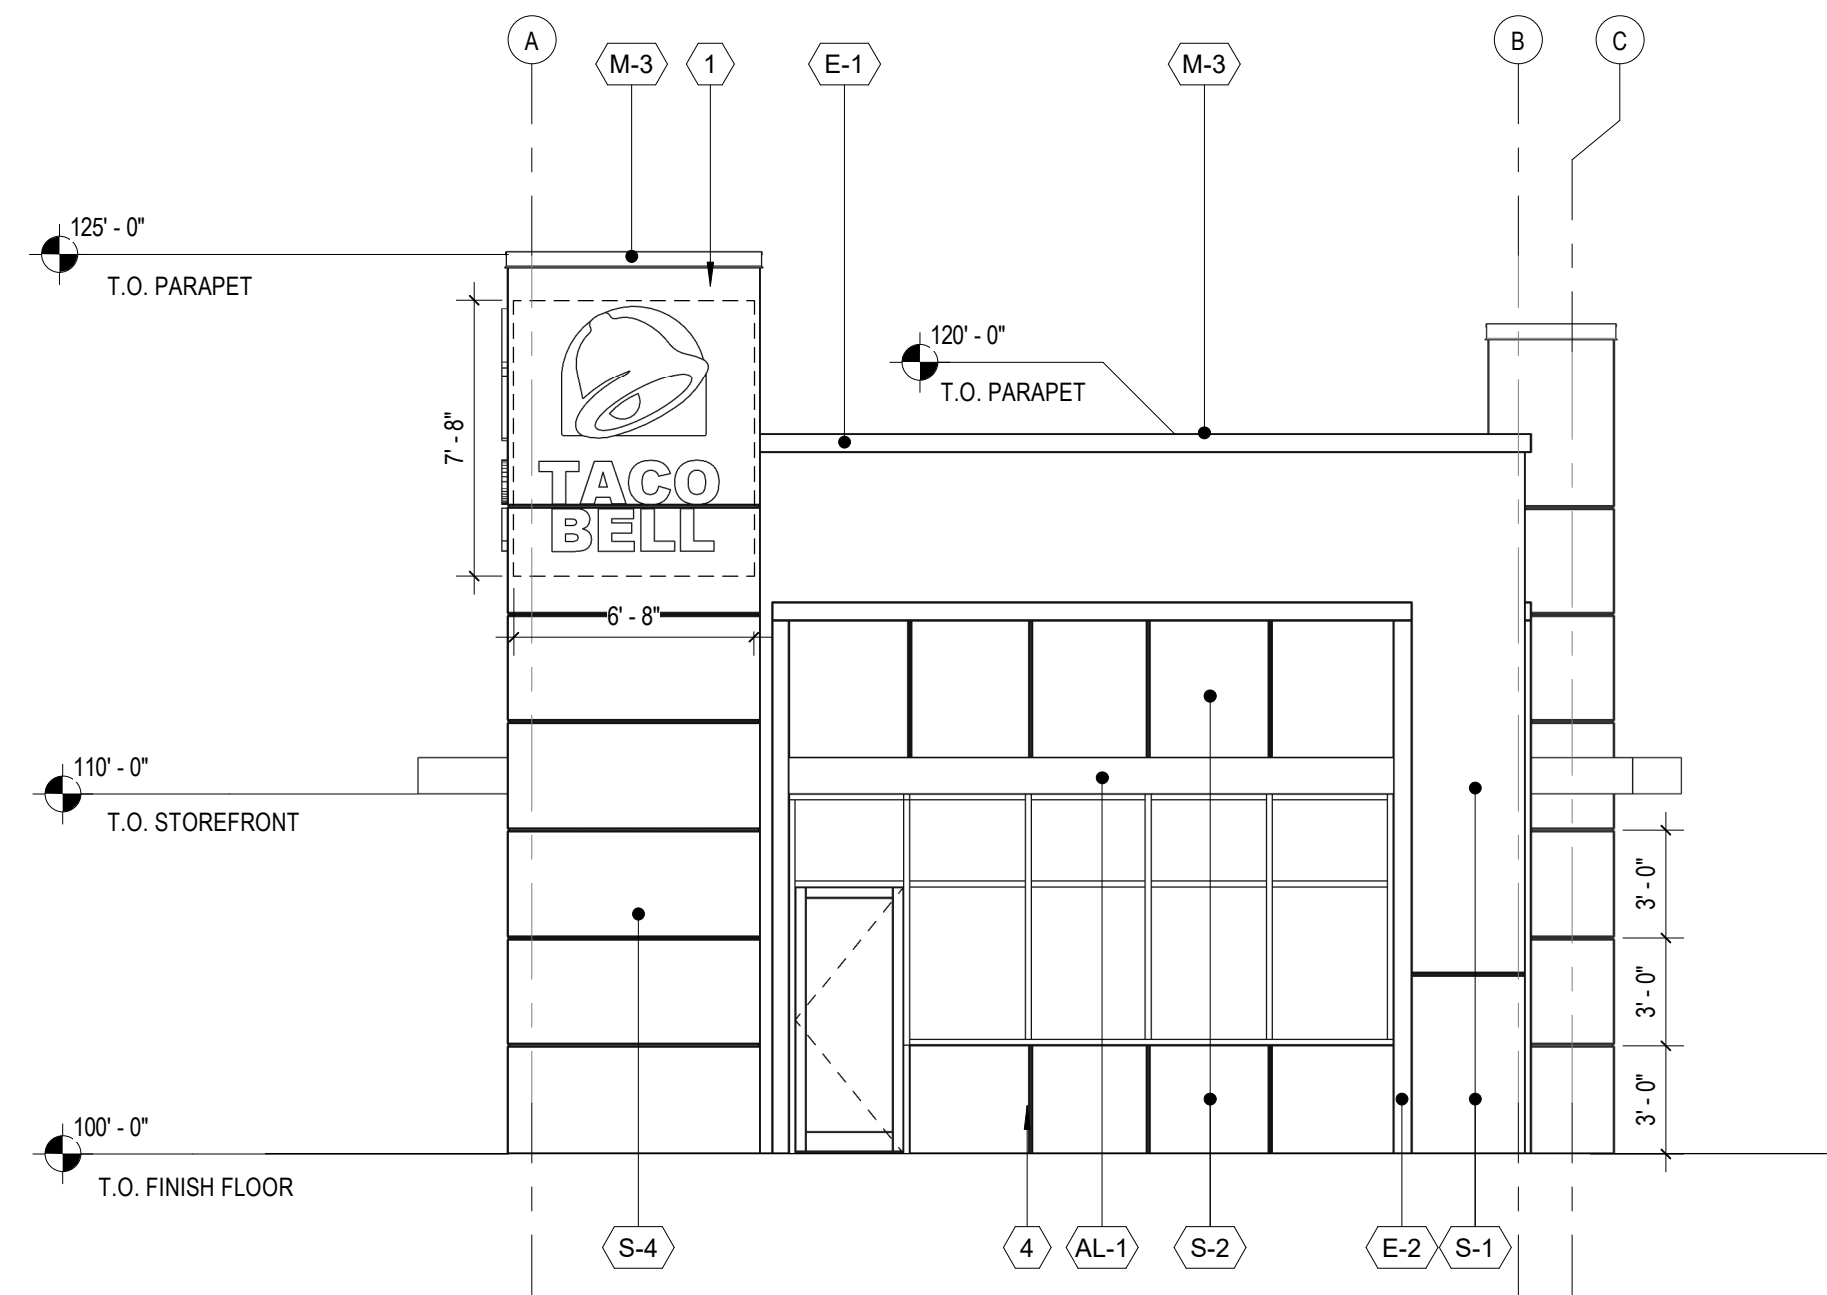 A
M-3
1
E-1
M-3
B
C
125' - 0"
T.O. PARAPET
120' - 0"
T.O. PARAPET
7' - 8"
TACO
BELL
6' - 8"
110' - 0"
T.O. STOREFRONT
3' - 0"
3' - 0"
3' - 0"
100' - 0"
T.O. FINISH FLOOR
S-4
4
AL-1
S-2
E-2
S-1